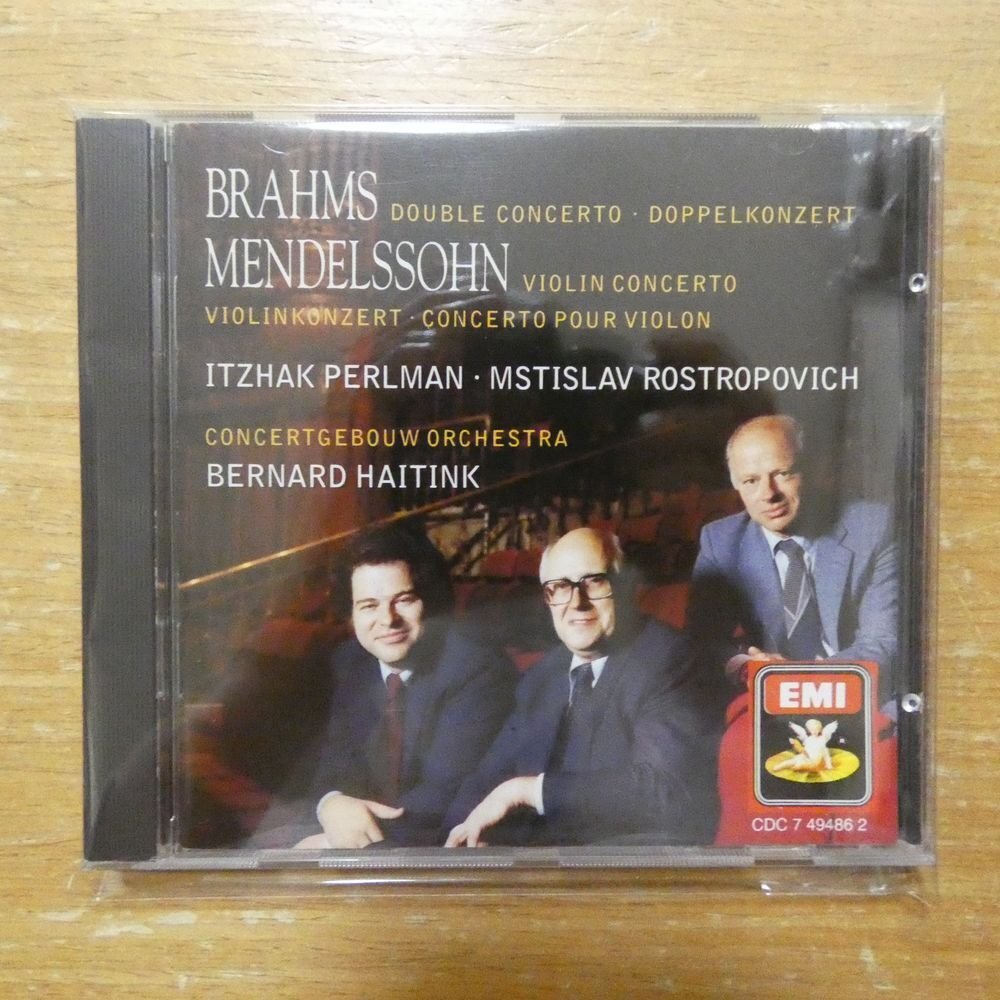 BRAHMS DOUBLE CONCERTO · DOPPELKONZERT
MENDELSSOHN VIOLIN CONCERTO
VIOLINKONZERT · CONCERTO POUR VIOLON
ITZHAK PERLMAN · MSTISLAV ROSTROPOVICH
CONCERTGEBOUW ORCHESTRA
BERNARD HAITINK
EMI
CDC 7 49486 2